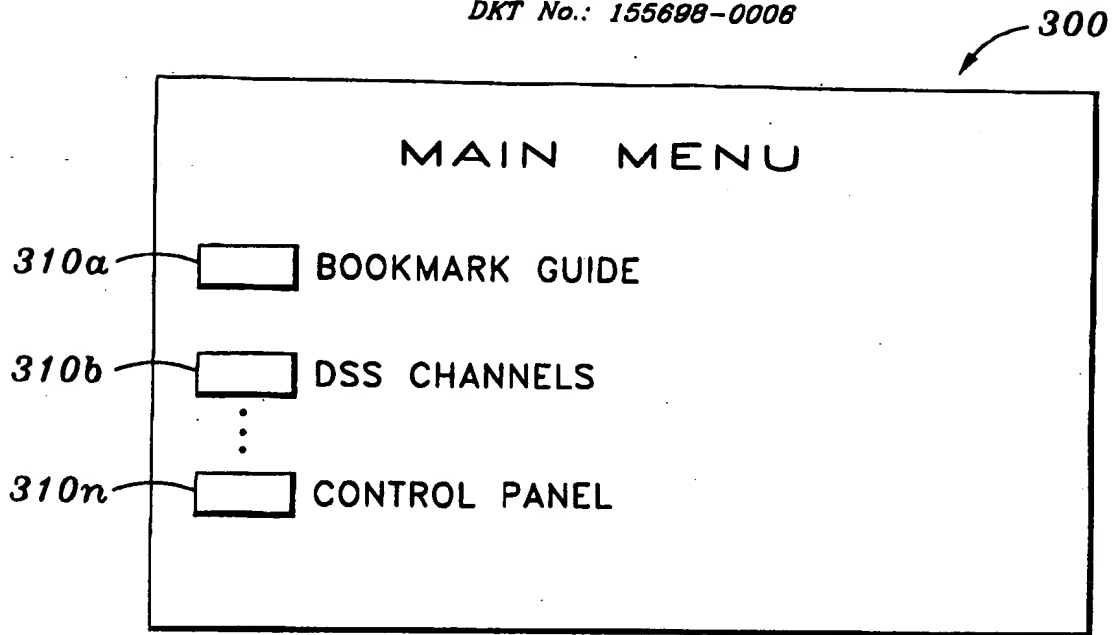 DKT No.: 155698-0006
300
MAIN MENU
310a BOOKMARK GUIDE
310b DSS CHANNELS
310n CONTROL PANEL